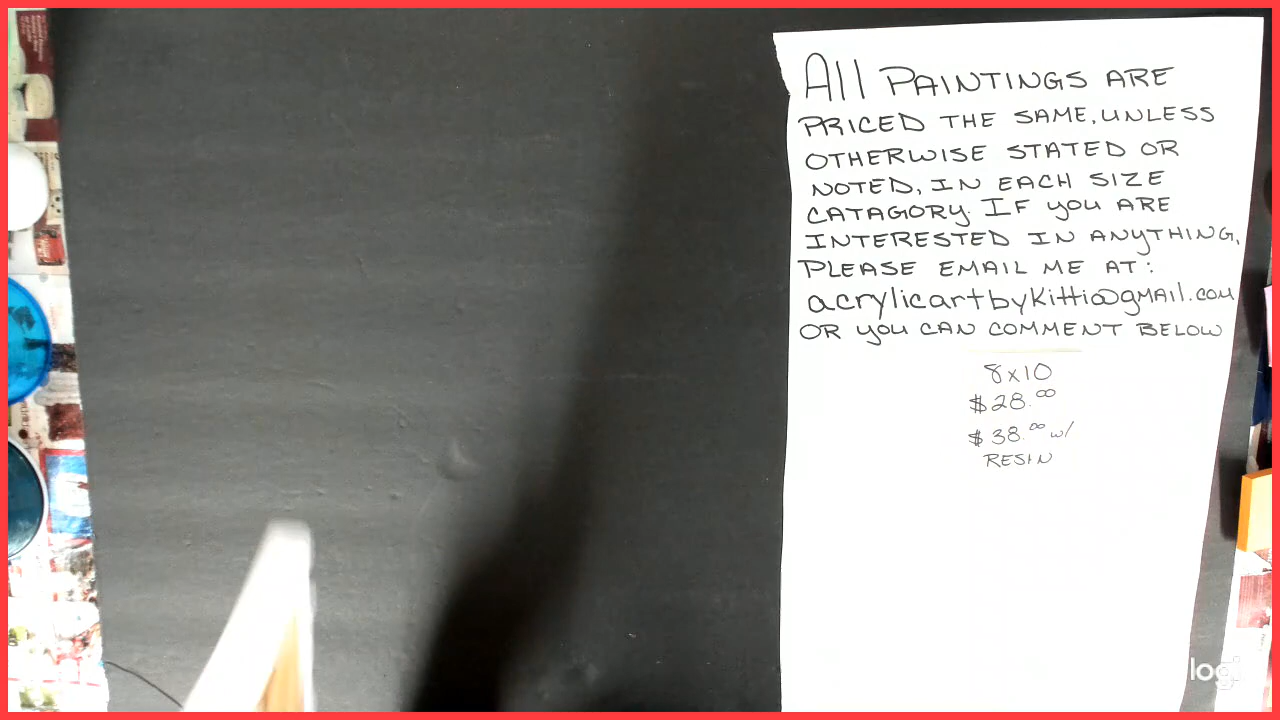 All PAINTINGS ARE
PRICED THE SAME, UNLESS
OTHERWISE STATED OR
NOTED, IN EACH SIZE
CATAGORY. IF YOU ARE
INTERESTED IN ANYTHING,
PLEASE EMAIL ME AT:
acrylicartbykitti@gmail.com
OR YOU CAN COMMENT BELOW
8x10
$28.00
$38.00 w/
RESIN
logi